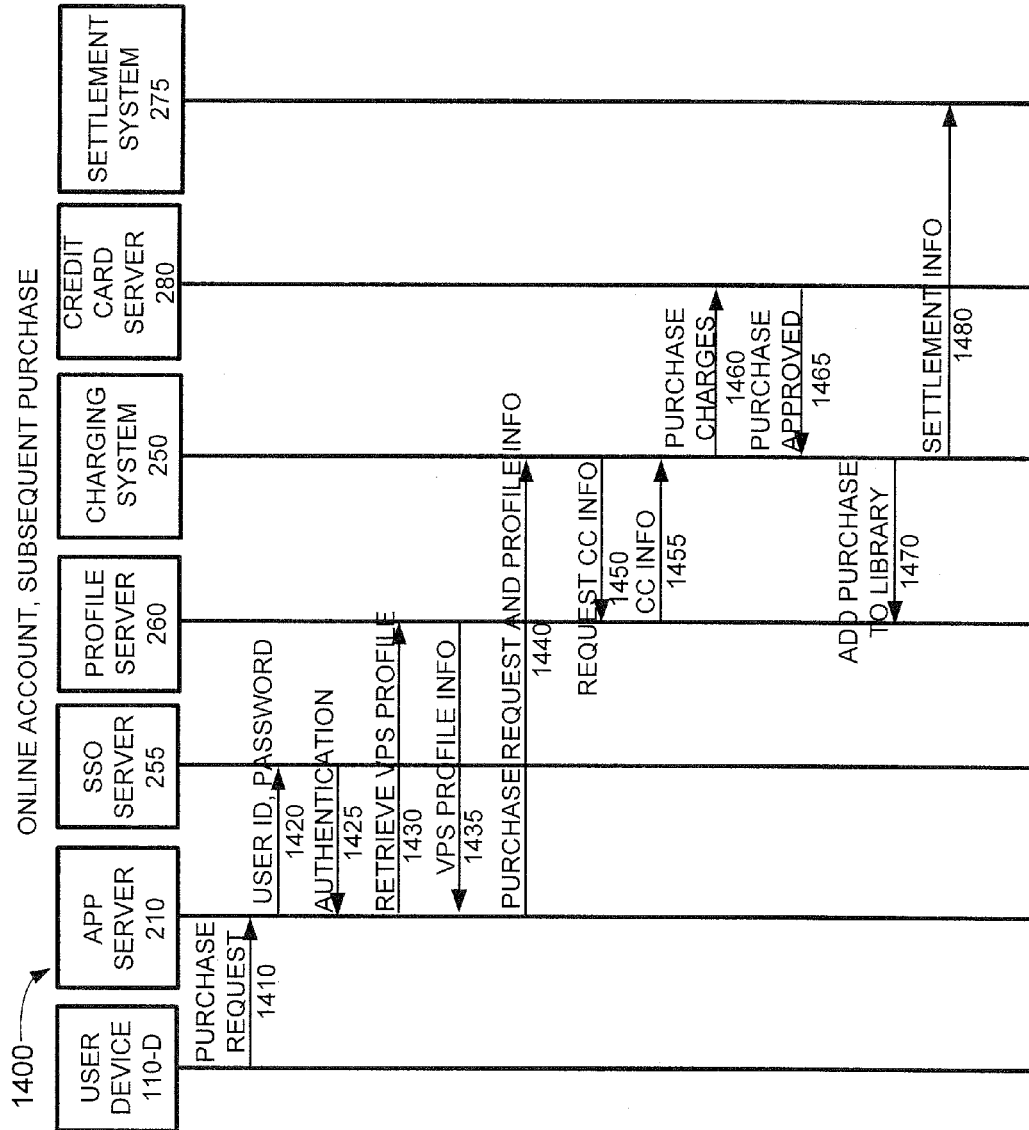 1400
ONLINE ACCOUNT, SUBSEQUENT PURCHASE
USER
DEVICE
110-D
APP
SERVER
210
SSO
SERVER
255
PROFILE
SERVER
260
CHARGING
SYSTEM
250
CREDIT
CARD
SERVER
280
SETTLEMENT
SYSTEM
275
PURCHASE
REQUEST
1410
USER ID, PASSWORD
1420
AUTHENTICATION
1425
RETRIEVE VPS PROFILE
1430
VPS PROFILE INFO
1435
PURCHASE REQUEST AND PROFILE INFO
1440
REQUEST CC INFO
1450
CC INFO
1455
PURCHASE
CHARGES
1460
PURCHASE
APPROVED
1465
ADD PURCHASE
TO LIBRARY
1470
SETTLEMENT INFO
1480